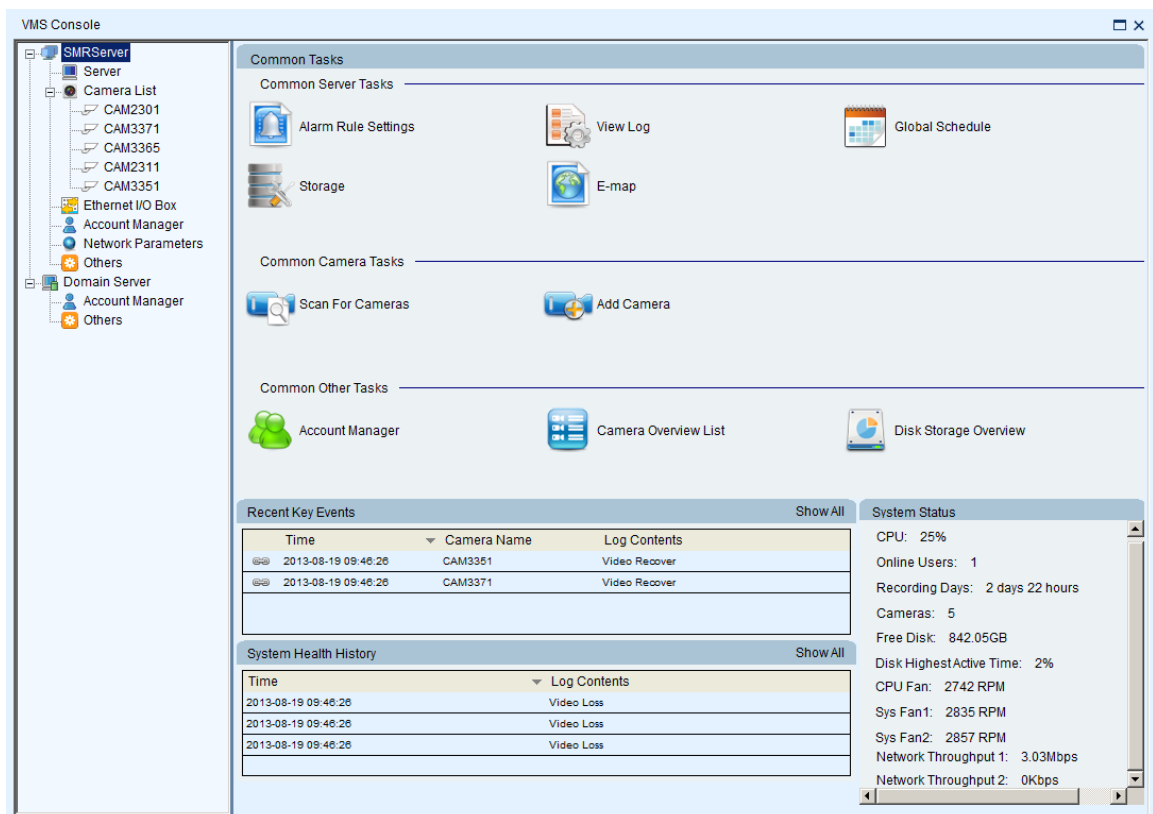 VMS Console
SMRServer
Server
Camera List
CAM2301
CAM3371
CAM3365
CAM2311
CAM3351
Ethernet I/O Box
Account Manager
Network Parameters
Others
Domain Server
Account Manager
Others
Common Tasks
Common Server Tasks
Alarm Rule Settings
View Log
Global Schedule
Storage
E-map
Common Camera Tasks
Scan For Cameras
Add Camera
Common Other Tasks
Account Manager
Camera Overview List
Disk Storage Overview
Recent Key Events Show All
Time Camera Name Log Contents
2013-08-19 09:46:26 CAM3351 Video Recover
2013-08-19 09:46:26 CAM3371 Video Recover
System Health History Show All
Time Log Contents
2013-08-19 09:46:26 Video Loss
2013-08-19 09:46:26 Video Loss
2013-08-19 09:46:26 Video Loss
System Status
CPU: 25%
Online Users: 1
Recording Days: 2 days 22 hours
Cameras: 5
Free Disk: 842.05GB
Disk Highest Active Time: 2%
CPU Fan: 2742 RPM
Sys Fan1: 2835 RPM
Sys Fan2: 2857 RPM
Network Throughput 1: 3.03Mbps
Network Throughput 2: 0Kbps